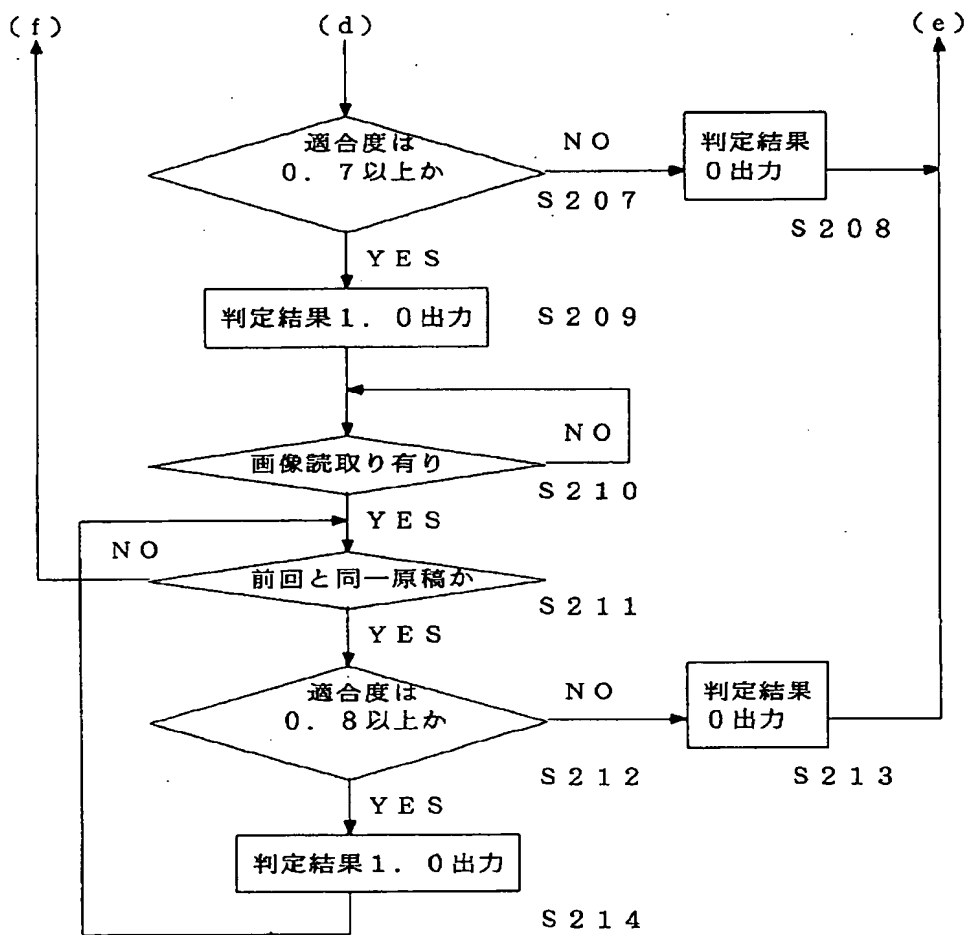 (f)
(d)
(e)
適合度は
0．7以上か
NO
S207
判定結果
0出力
S208
YES
判定結果1．0出力
S209
NO
画像読取り有り
S210
YES
NO
前回と同一原稿か
S211
YES
適合度は
0．8以上か
NO
S212
判定結果
0出力
S213
YES
判定結果1．0出力
S214